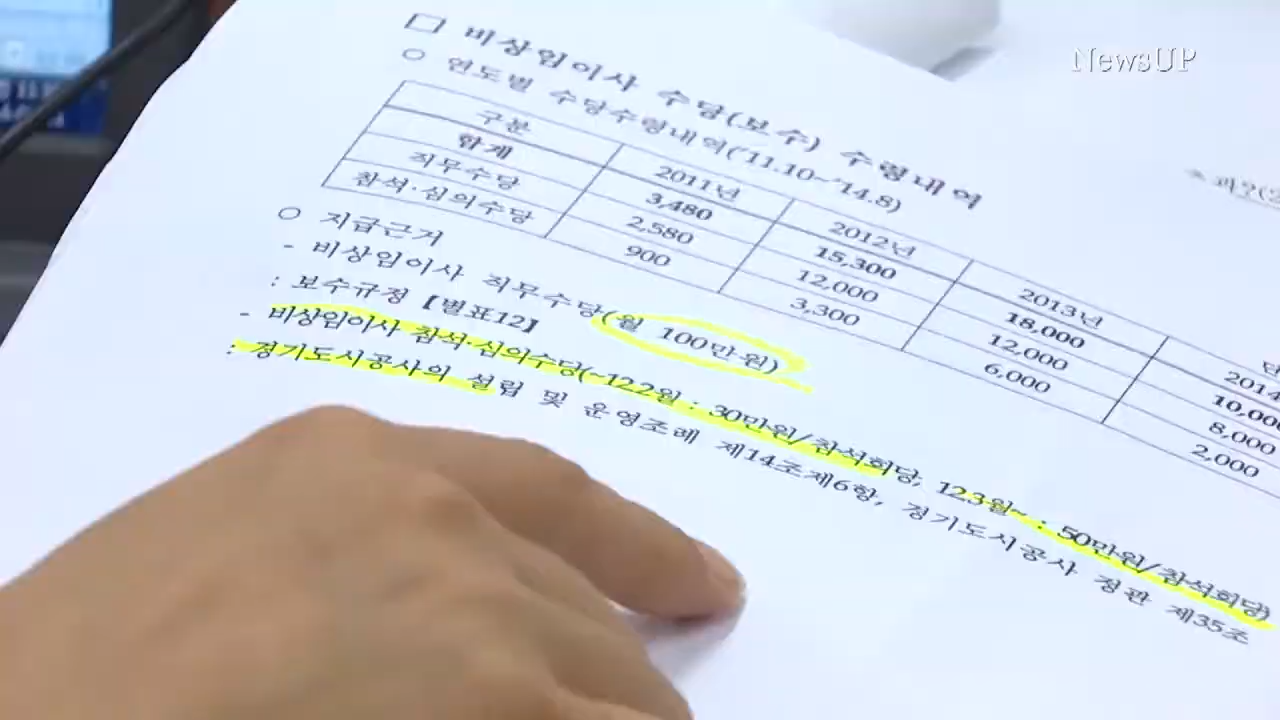 NewsUP
□ 비상임이사 수당(보수) 수령내역
○ 연도별 수당수령내역('11.10~'14.8)
구분 2011년 2012년 2013년 2014
합계 3,480 15,300 18,000 10,000
직무수당 2,580 12,000 12,000 8,000
참석·심의수당 900 3,300 6,000 2,000
○ 지급근거
- 비상임이사 직무수당(월 100만원)
: 보수규정【별표12】
- 비상임이사 참석·심의수당(~12.2월 : 30만원/참석회당, 12.3월~ : 50만원/참석회당)
: 경기도시공사의 설립 및 운영조례 제14조제6항, 경기도시공사 정관 제35조